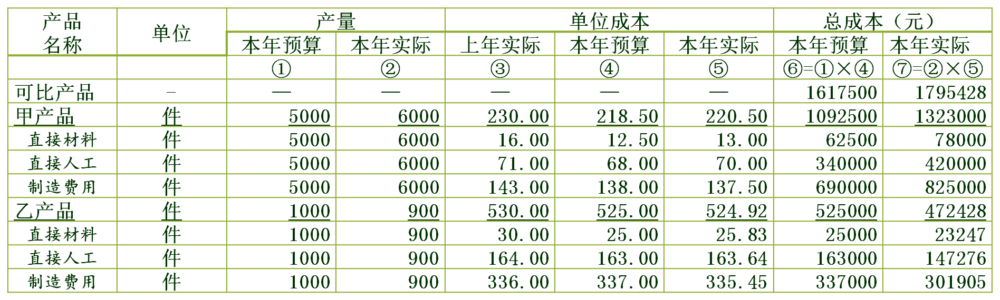 产品名称 单位 产量 单位成本 总成本（元）
本年预算 本年实际 上年实际 本年预算 本年实际 本年预算 本年实际
① ② ③ ④ ⑤ ⑥=①×④ ⑦=②×⑤
可比产品 – — — — — — 1617500 1795428
甲产品 件 5000 6000 230.00 218.50 220.50 1092500 1323000
直接材料 件 5000 6000 16.00 12.50 13.00 62500 78000
直接人工 件 5000 6000 71.00 68.00 70.00 340000 420000
制造费用 件 5000 6000 143.00 138.00 137.50 690000 825000
乙产品 件 1000 900 530.00 525.00 524.92 525000 472428
直接材料 件 1000 900 30.00 25.00 25.83 25000 23247
直接人工 件 1000 900 164.00 163.00 163.64 163000 147276
制造费用 件 1000 900 336.00 337.00 335.45 337000 301905